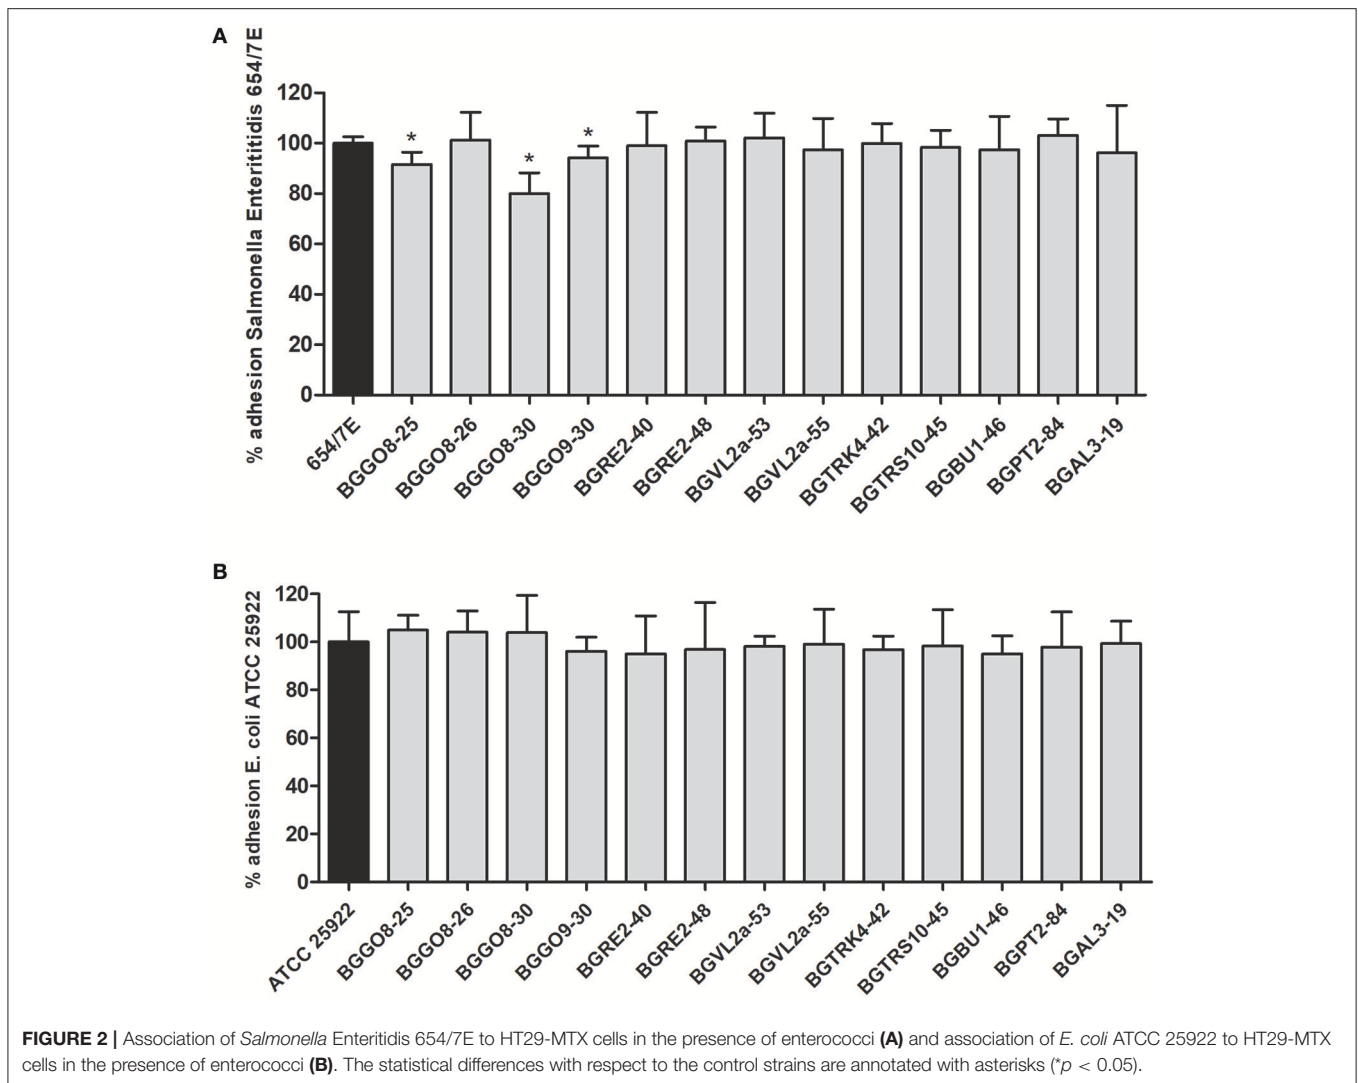 A
% adhesion Salmonella Enterititidis 654/7E
120
100
80
60
40
20
0
*
*
*
654/7E
BGGO8-25
BGGO8-26
BGGO8-30
BGGO9-30
BGRE2-40
BGRE2-48
BGVL2a-53
BGVL2a-55
BGTRK4-42
BGTRS10-45
BGBU1-46
BGPT2-84
BGAL3-19
B
% adhesion E. coli ATCC 25922
120
100
80
60
40
20
0
ATCC 25922
BGGO8-25
BGGO8-26
BGGO8-30
BGGO9-30
BGRE2-40
BGRE2-48
BGVL2a-53
BGVL2a-55
BGTRK4-42
BGTRS10-45
BGBU1-46
BGPT2-84
BGAL3-19
FIGURE 2 | Association of Salmonella Enteritidis 654/7E to HT29-MTX cells in the presence of enterococci (A) and association of E. coli ATCC 25922 to HT29-MTX
cells in the presence of enterococci (B). The statistical differences with respect to the control strains are annotated with asterisks (*p < 0.05).